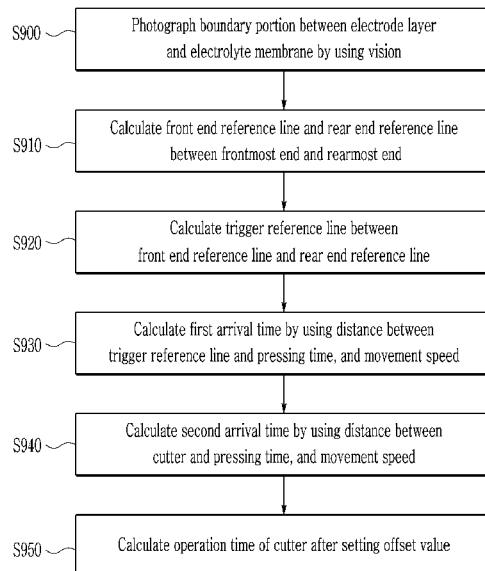 S900
Photograph boundary portion between electrode layer
and electrolyte membrane by using vision
S910
Calculate front end reference line and rear end reference line
between frontmost end and rearmost end
S920
Calculate trigger reference line between
front end reference line and rear end reference line
S930
Calculate first arrival time by using distance between
trigger reference line and pressing time, and movement speed
S940
Calculate second arrival time by using distance between
cutter and pressing time, and movement speed
S950
Calculate operation time of cutter after setting offset value